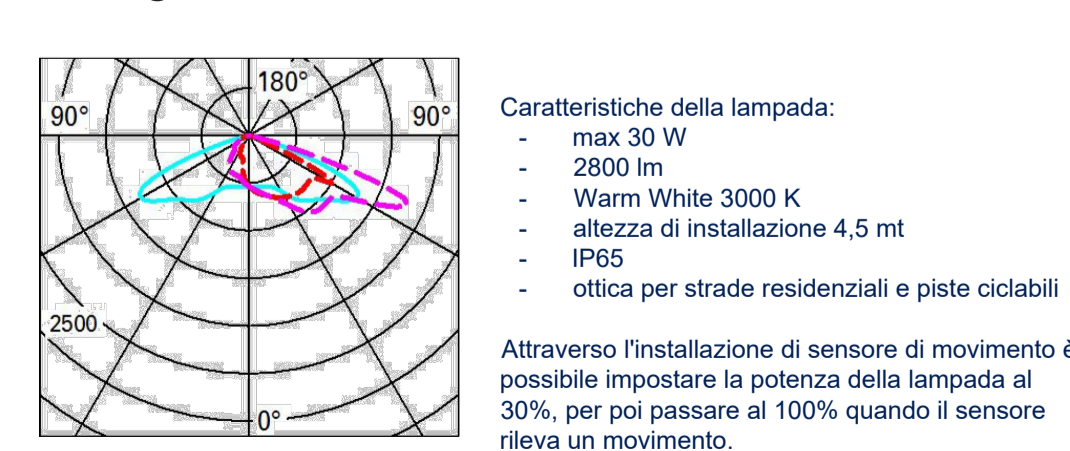 180°
90° 90°
2500
0°
Caratteristiche della lampada:
- max 30 W
- 2800 lm
- Warm White 3000 K
- altezza di installazione 4,5 mt
- IP65
- ottica per strade residenziali e piste ciclabili
Attraverso l'installazione di sensore di movimento è
possibile impostare la potenza della lampada al
30%, per poi passare al 100% quando il sensore
rileva un movimento.